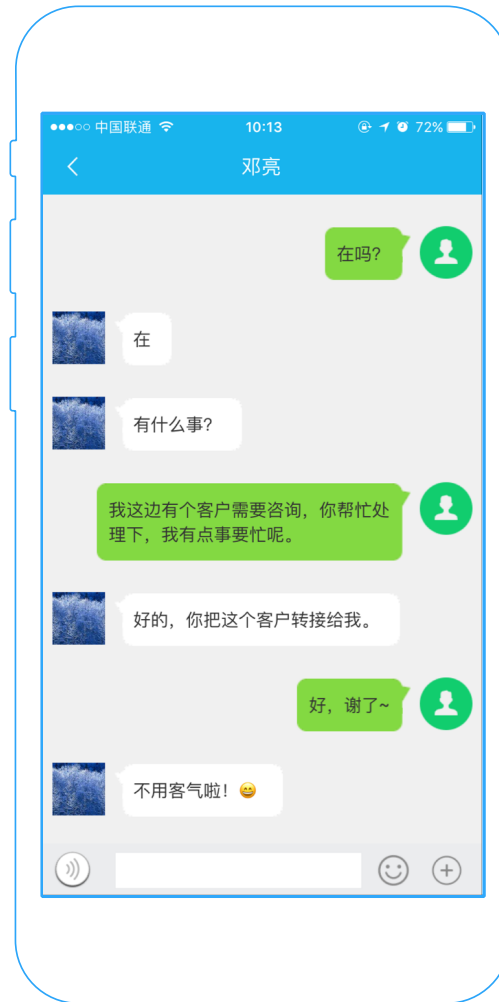 中国联通 10:13 72%
邓亮
在吗？
在
有什么事？
我这边有个客户需要咨询，你帮忙处
理下，我有点事要忙呢。
好的，你把这个客户转接给我。
好，谢了~
不用客气啦！😄